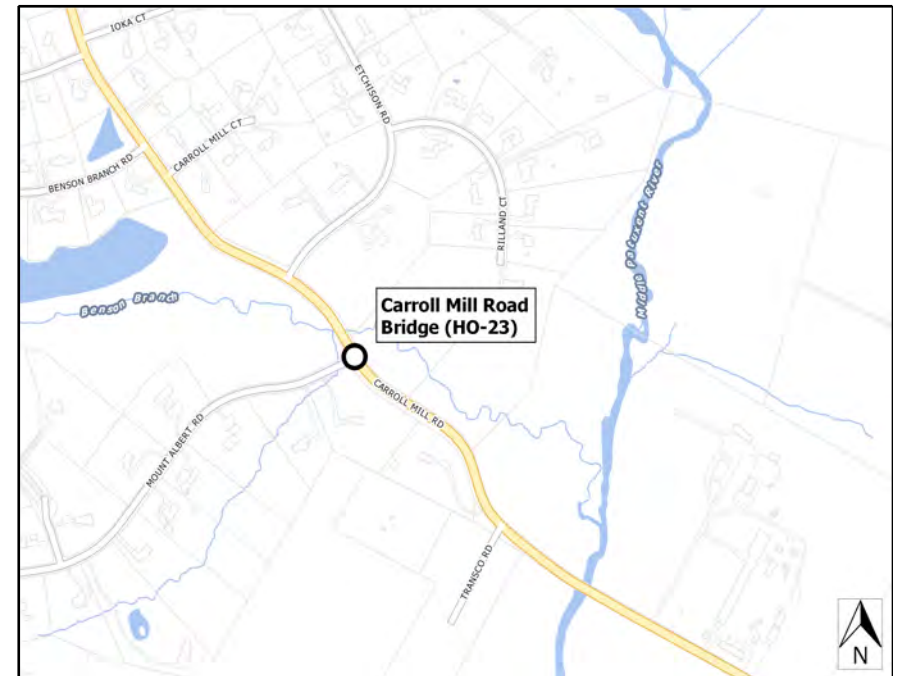 IOKA CT
ETCHISON RD
CARROLL MILL CT
BENSON BRANCH RD
RILLAND CT
Middle Patuxent River
Benson Branch
Carroll Mill Road
Bridge (HO-23)
CARROLL MILL RD
MOUNT ALBERT RD
TRANSCO RD
N